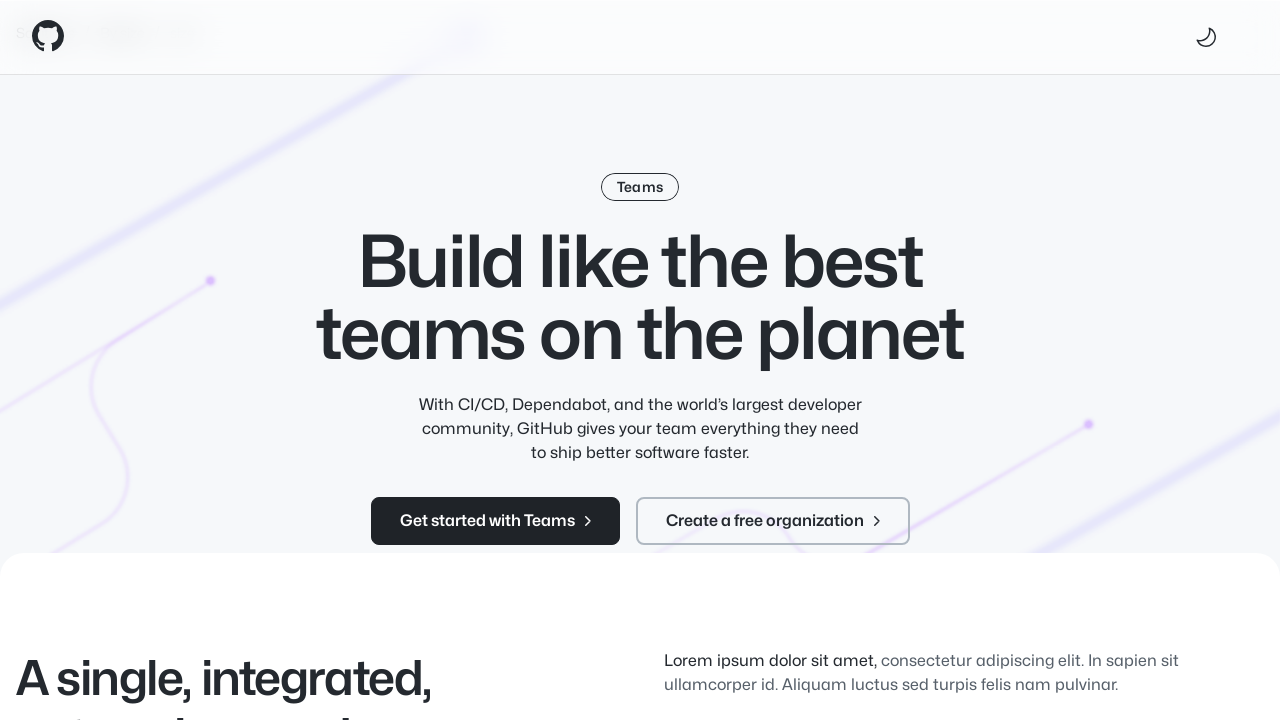 Teams
Build like the best
teams on the planet
With CI/CD, Dependabot, and the world’s largest developer
community, GitHub gives your team everything they need
to ship better software faster.
Get started with Teams
Create a free organization
A single, integrated,
Lorem ipsum dolor sit amet, consectetur adipiscing elit. In sapien sit
ullamcorper id. Aliquam luctus sed turpis felis nam pulvinar.